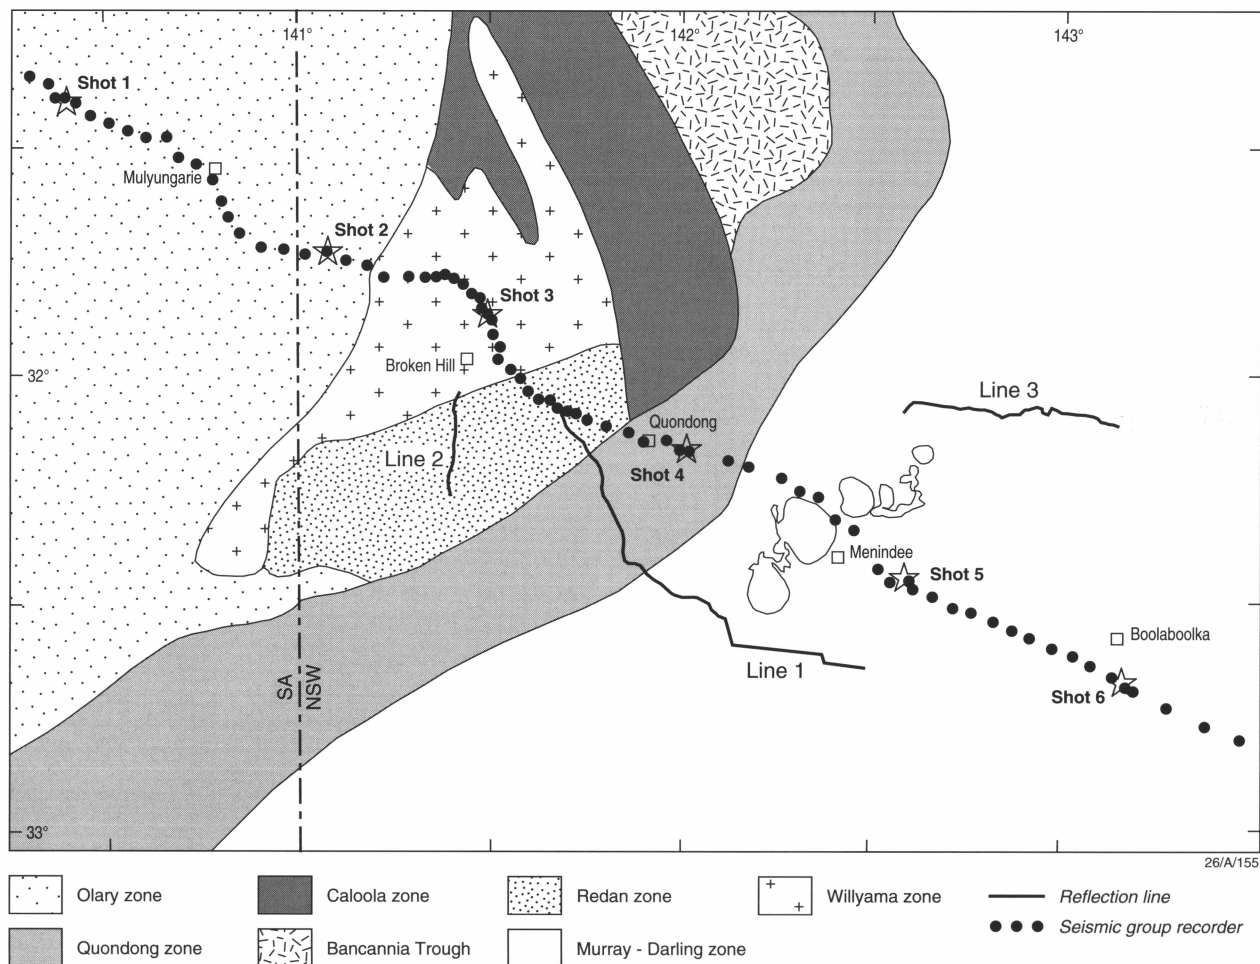 141°
142°
143°
Shot 1
Mulyungarie
Shot 2
Shot 3
Broken Hill
32°
Line 3
Quondong
Line 2
Shot 4
Menindee
Shot 5
Boolaboolka
Line 1
SA
NSW
Shot 6
33°
26/A/155
Olary zone
Caloola zone
Redan zone
Willyama zone
Reflection line
Seismic group recorder
Quondong zone
Bancannia Trough
Murray - Darling zone